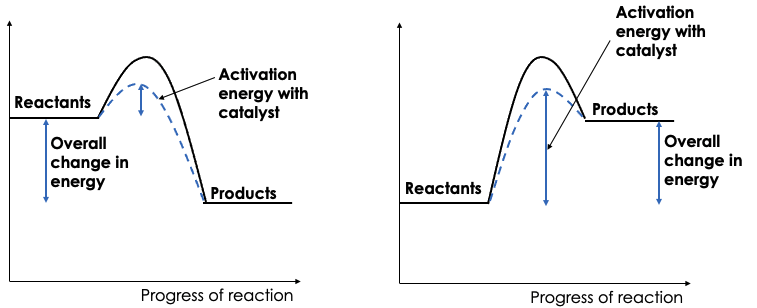 Reactants
Activation
energy with
catalyst
Overall
change in
energy
Products
Progress of reaction
Activation
energy with
catalyst
Products
Overall
change in
energy
Reactants
Progress of reaction